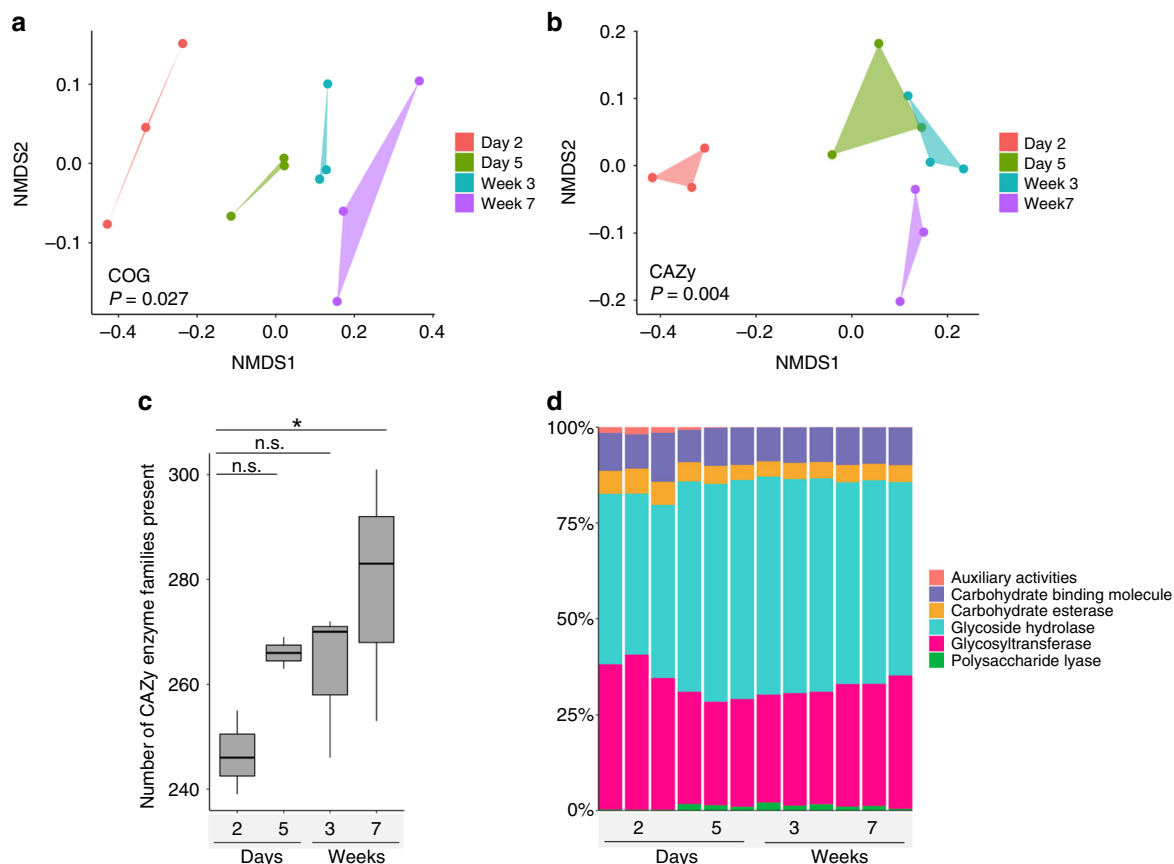 a
NMDS2
0.1
0.0
−0.1
−0.4
−0.2
0.0
0.2
0.4
NMDS1
COG
P = 0.027
Day 2
Day 5
Week 3
Week 7
b
NMDS2
0.2
0.1
0.0
−0.1
−0.2
−0.4
−0.2
0.0
0.2
NMDS1
CAZy
P = 0.004
Day 2
Day 5
Week 3
Week7
c
Number of CAZy enzyme families present
300
280
260
240
*
n.s.
n.s.
2 5 3 7
Days Weeks
d
100%
75%
50%
25%
0%
2 5 3 7
Days Weeks
Auxiliary activities
Carbohydrate binding molecule
Carbohydrate esterase
Glycoside hydrolase
Glycosyltransferase
Polysaccharide lyase